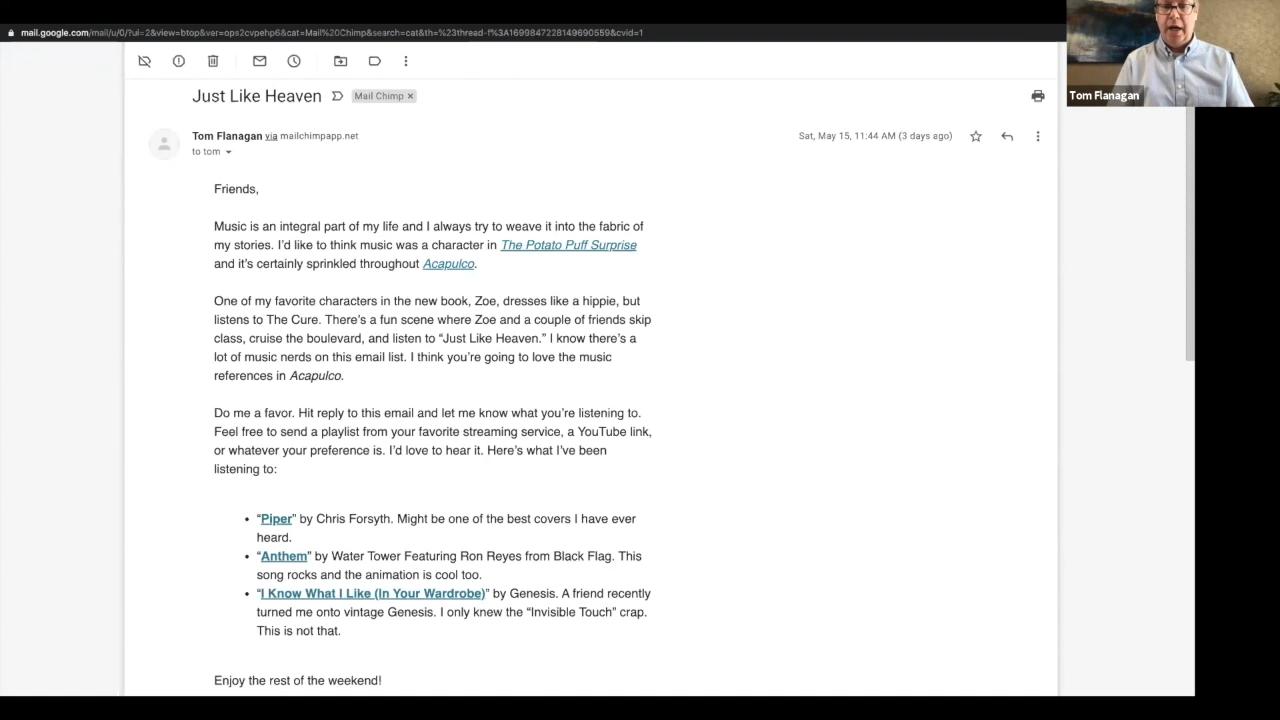 mail.google.com/mail/u/0/?ui=2&view=btop&ver=ops2cvpehp6&cat=Mail%20Chimp&search=cat&th=%23thread-f%3A1699847228149690559&cvid=1
Tom Flanagan
Just Like Heaven Mail Chimp ×
Tom Flanagan via mailchimpapp.net Sat, May 15, 11:44 AM (3 days ago)
to tom
Friends,
Music is an integral part of my life and I always try to weave it into the fabric of
my stories. I'd like to think music was a character in The Potato Puff Surprise
and it's certainly sprinkled throughout Acapulco.
One of my favorite characters in the new book, Zoe, dresses like a hippie, but
listens to The Cure. There's a fun scene where Zoe and a couple of friends skip
class, cruise the boulevard, and listen to “Just Like Heaven.” I know there's a
lot of music nerds on this email list. I think you're going to love the music
references in Acapulco.
Do me a favor. Hit reply to this email and let me know what you're listening to.
Feel free to send a playlist from your favorite streaming service, a YouTube link,
or whatever your preference is. I'd love to hear it. Here's what I've been
listening to:
• “Piper” by Chris Forsyth. Might be one of the best covers I have ever
heard.
• “Anthem” by Water Tower Featuring Ron Reyes from Black Flag. This
song rocks and the animation is cool too.
• “I Know What I Like (In Your Wardrobe)” by Genesis. A friend recently
turned me onto vintage Genesis. I only knew the “Invisible Touch” crap.
This is not that.
Enjoy the rest of the weekend!